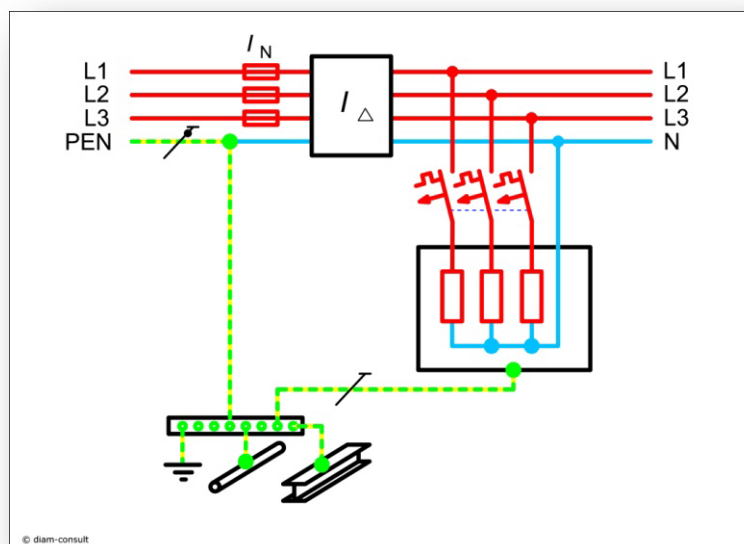 I N
L1 L1
L2 L2
I △
L3 L3
PEN N
© diam-consult